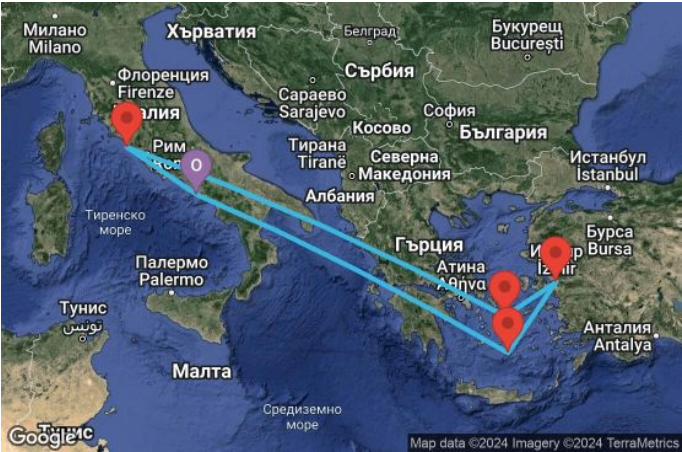 Милано
Milano
Хърватия
Белград
Букурещ
București
Флоренция
Firenze
Сърбия
Сараево
Sarajevo
София
Рим
Тирана
Tiranë
Косово
България
Северна
Македония
Истанбул
İstanbul
Албания
Тиренско
море
Гърция
Бурса
Bursa
Атина
Αθήνα
Палермо
Palermo
Тунис
تونس
Анталия
Antalya
Малта
Средиземно
море
Google
Map data ©2024 Imagery ©2024 TerraMetrics